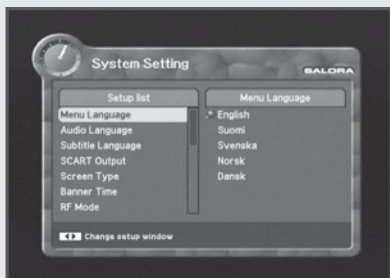 System Setting
BALORA
Setup list
Menu Language
Audio Language
Subtitle Language
SCART Output
Screen Type
Banner Time
RF Mode
Menu Language
English
Suomi
Svenska
Norsk
Dansk
Change setup window